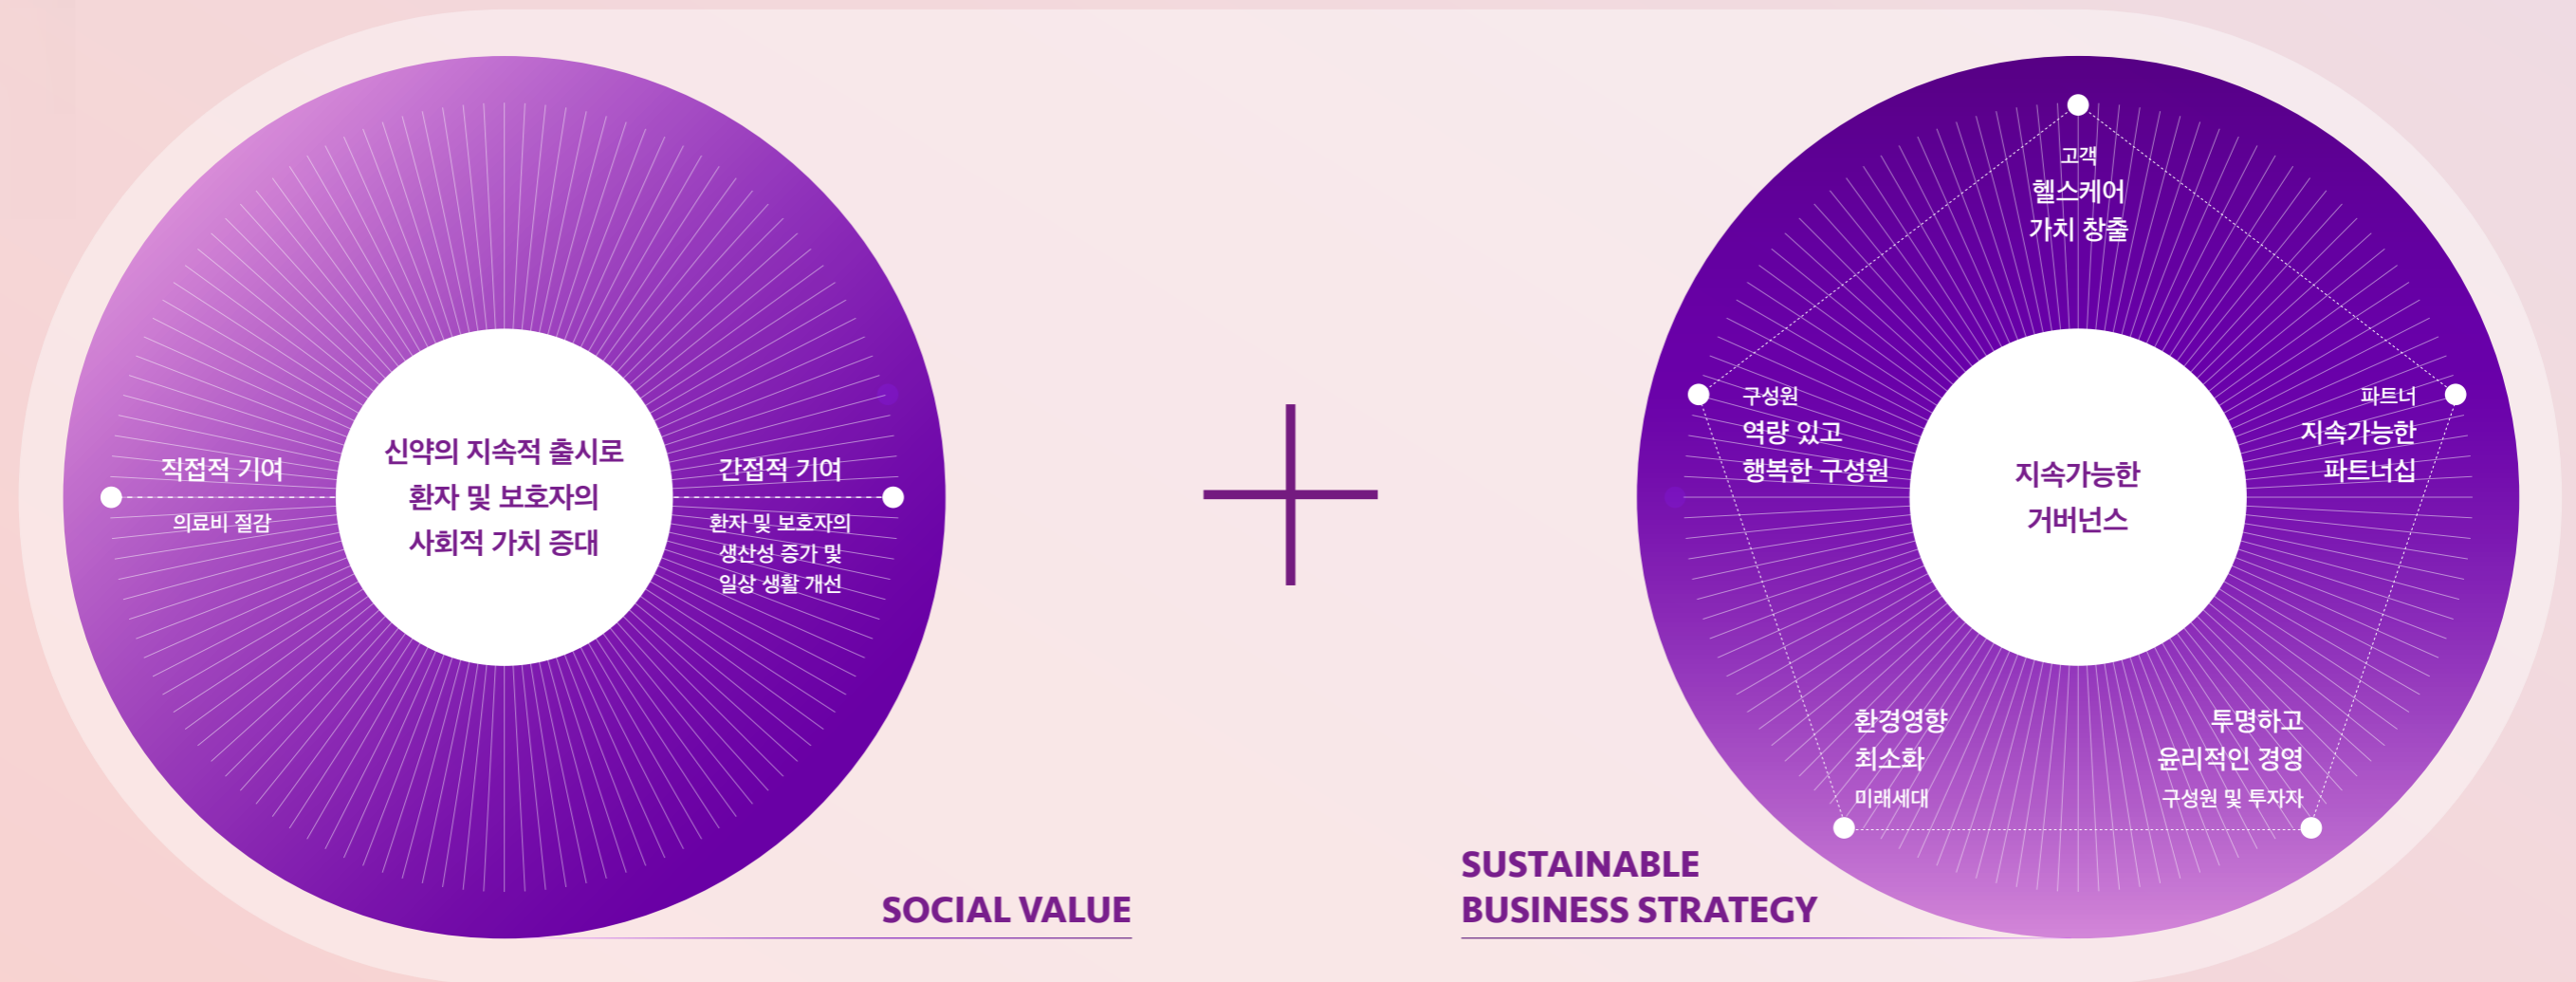 직접적 기여
의료비 절감
신약의 지속적 출시로
환자 및 보호자의
사회적 가치 증대
간접적 기여
환자 및 보호자의
생산성 증가 및
일상 생활 개선
SOCIAL VALUE
고객
헬스케어
가치 창출
구성원
역량 있고
행복한 구성원
지속가능한
거버넌스
파트너
지속가능한
파트너십
환경영향
최소화
미래세대
투명하고
윤리적인 경영
구성원 및 투자자
SUSTAINABLE
BUSINESS STRATEGY